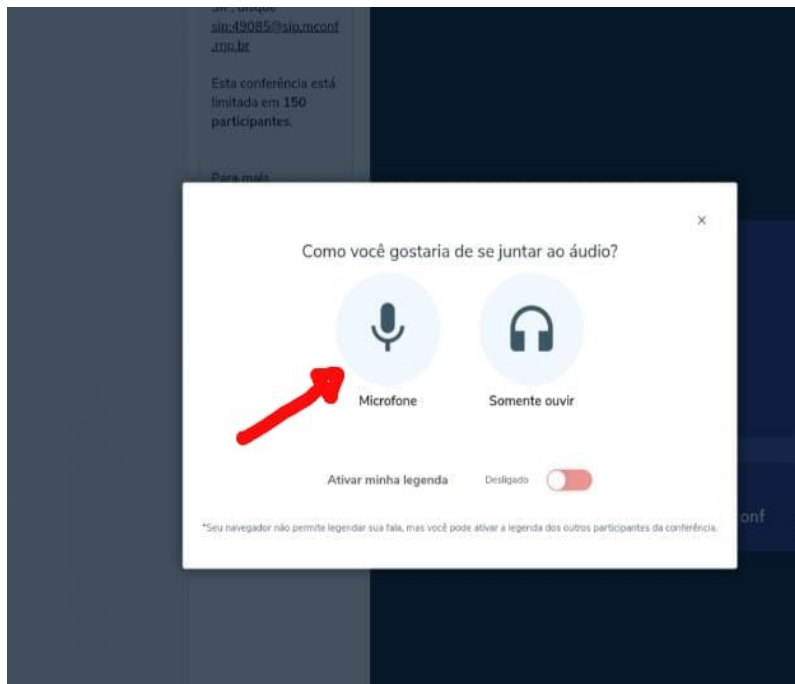 sip:49085@sip.mconf
.rnp.br
Esta conferência está
limitada em 150
participantes.
Para mais
×
Como você gostaria de se juntar ao áudio?
Microfone
Somente ouvir
Ativar minha legenda
Desligado
*Seu navegador não permite legendar sua fala, mas você pode ativar a legenda dos outros participantes da conferência.
onf